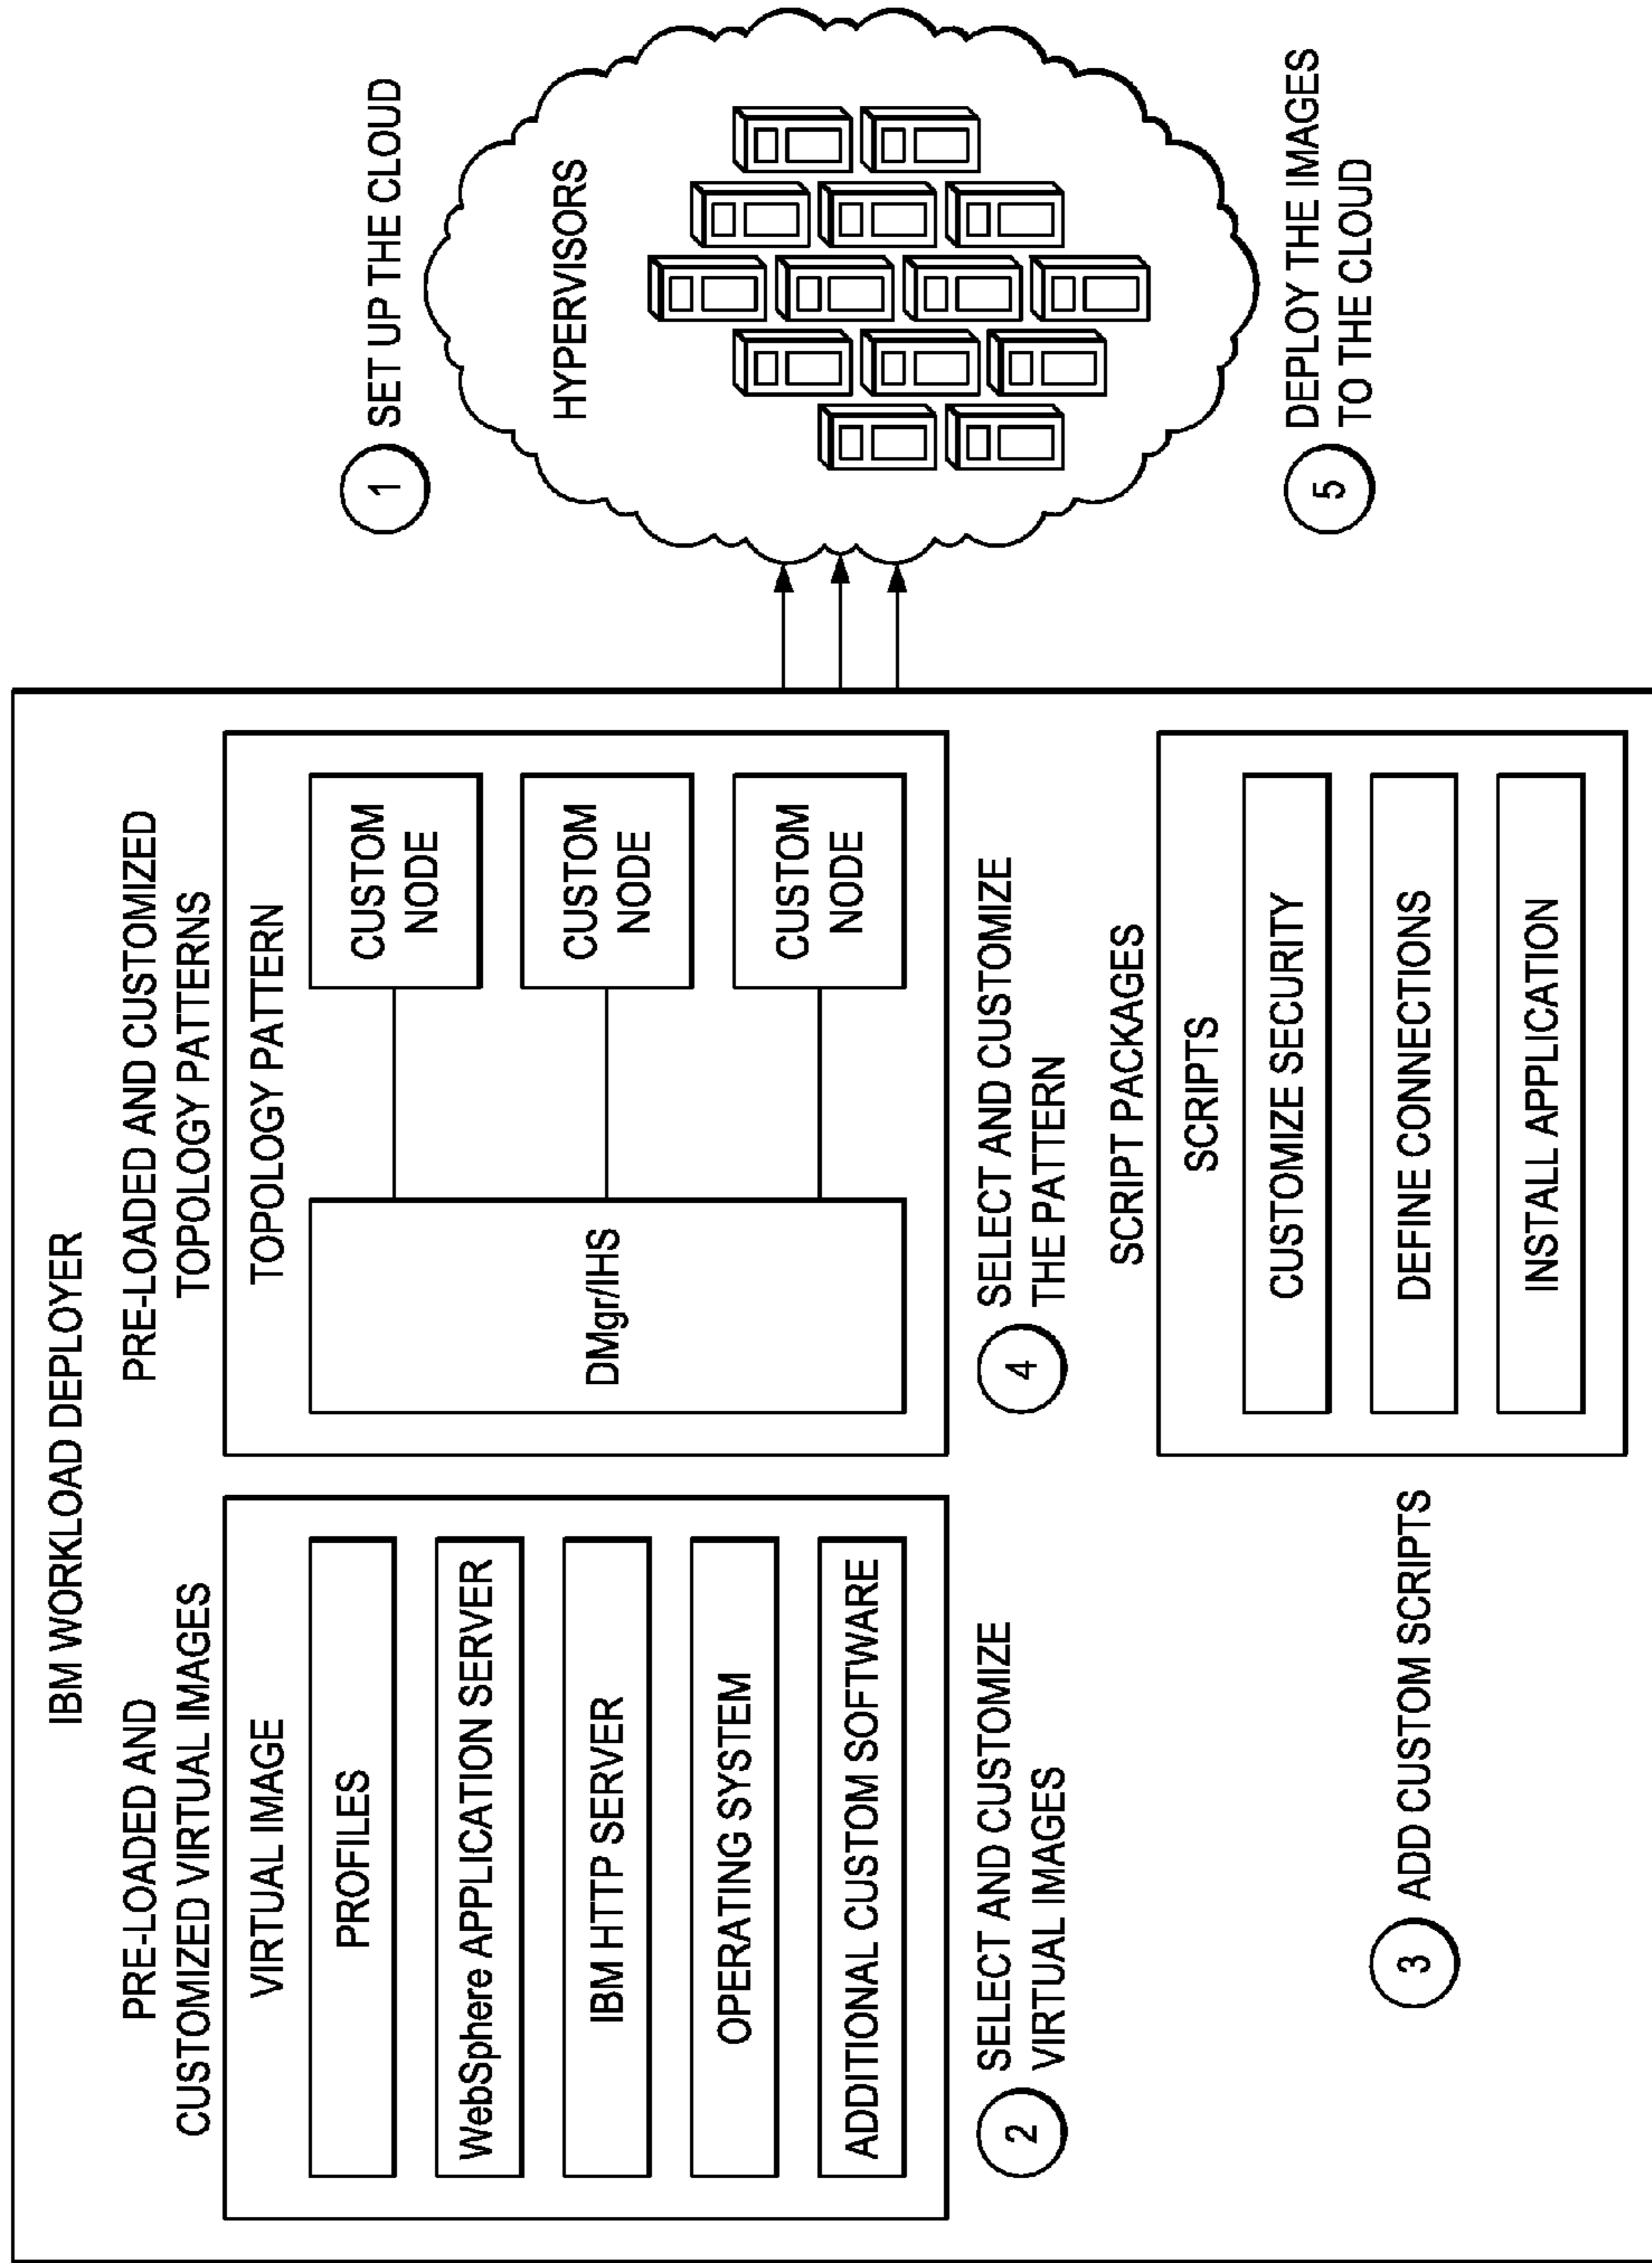 IBM WORKLOAD DEPLOYER
PRE-LOADED AND
CUSTOMIZED VIRTUAL IMAGES
VIRTUAL IMAGE
PROFILES
WebSphere APPLICATION SERVER
IBM HTTP SERVER
OPERATING SYSTEM
ADDITIONAL CUSTOM SOFTWARE
2
SELECT AND CUSTOMIZE
VIRTUAL IMAGES
PRE-LOADED AND CUSTOMIZED
TOPOLOGY PATTERNS
TOPOLOGY PATTERN
DMgr/IHS
CUSTOM
NODE
CUSTOM
NODE
CUSTOM
NODE
4
SELECT AND CUSTOMIZE
THE PATTERN
3
ADD CUSTOM SCRIPTS
SCRIPT PACKAGES
SCRIPTS
CUSTOMIZE SECURITY
DEFINE CONNECTIONS
INSTALL APPLICATION
1
SET UP THE CLOUD
HYPERVISORS
5
DEPLOY THE IMAGES
TO THE CLOUD